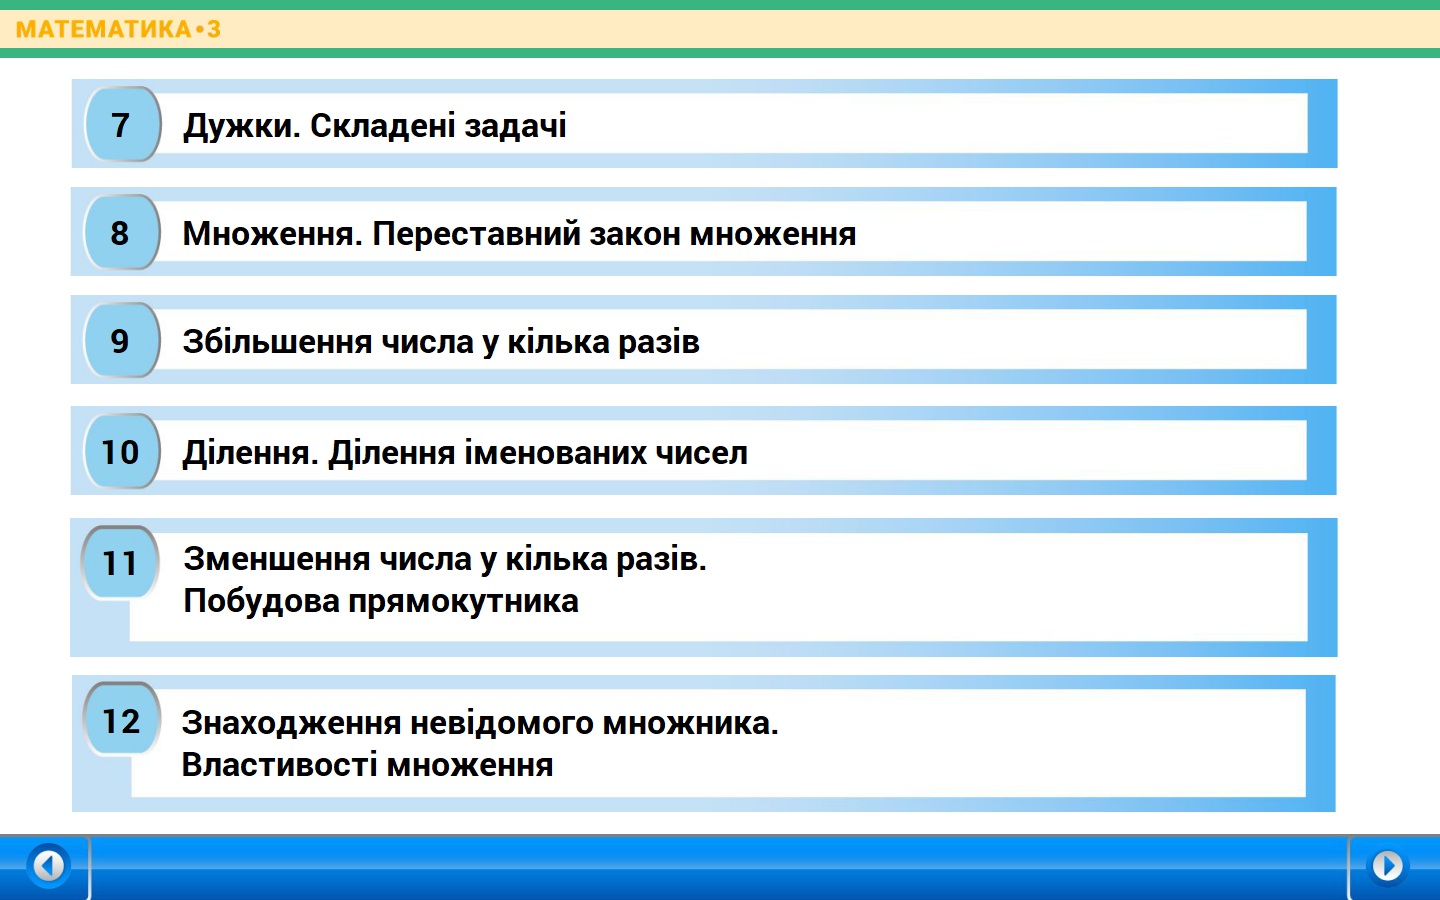 МАТЕМАТИКА•3
7
Дужки. Складені задачі
8
Множення. Переставний закон множення
9
Збільшення числа у кілька разів
10
Ділення. Ділення іменованих чисел
11
Зменшення числа у кілька разів.
Побудова прямокутника
12
Знаходження невідомого множника.
Властивості множення